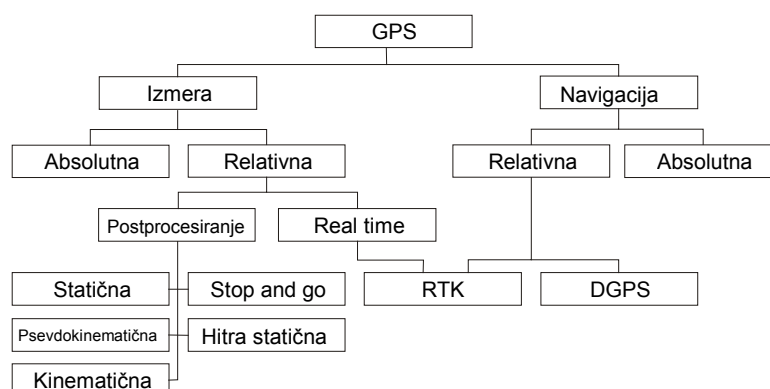 GPS
Izmera
Navigacija
Absolutna
Relativna
Relativna
Absolutna
Postprocesiranje
Real time
Statična
Stop and go
RTK
DGPS
Psevdokinematična
Hitra statična
Kinematična